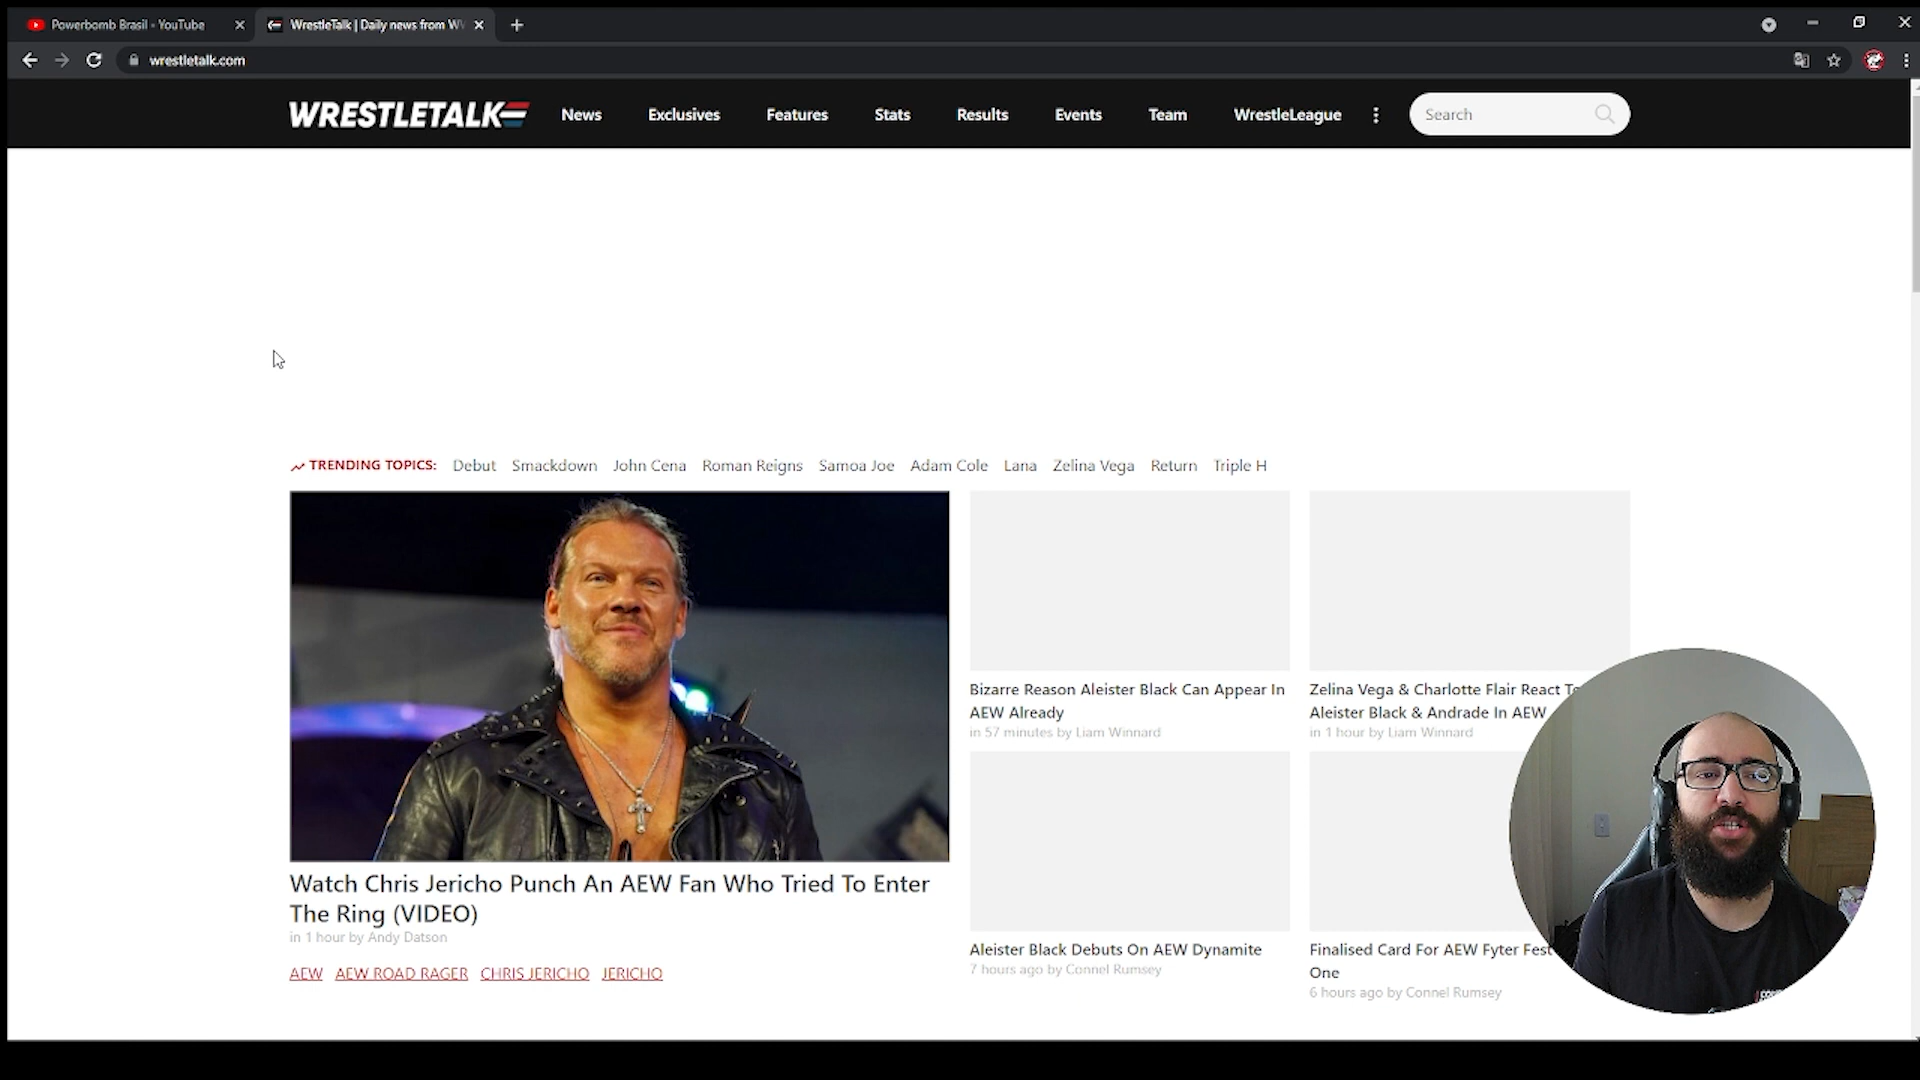 Powerbomb Brasil - YouTube
WrestleTalk | Daily news from W
wrestletalk.com
WRESTLETALK
News
Exclusives
Features
Stats
Results
Events
Team
WrestleLeague
Search
TRENDING TOPICS:
Debut
Smackdown
John Cena
Roman Reigns
Samoa Joe
Adam Cole
Lana
Zelina Vega
Return
Triple H
Watch Chris Jericho Punch An AEW Fan Who Tried To Enter
The Ring (VIDEO)
in 1 hour by Andy Datson
AEW
AEW ROAD RAGER
CHRIS JERICHO
JERICHO
Bizarre Reason Aleister Black Can Appear In
AEW Already
in 57 minutes by Liam Winnard
Zelina Vega & Charlotte Flair React To
Aleister Black & Andrade In AEW
in 1 hour by Liam Winnard
Aleister Black Debuts On AEW Dynamite
7 hours ago by Connel Rumsey
Finalised Card For AEW Fyter Fest
One
6 hours ago by Connel Rumsey